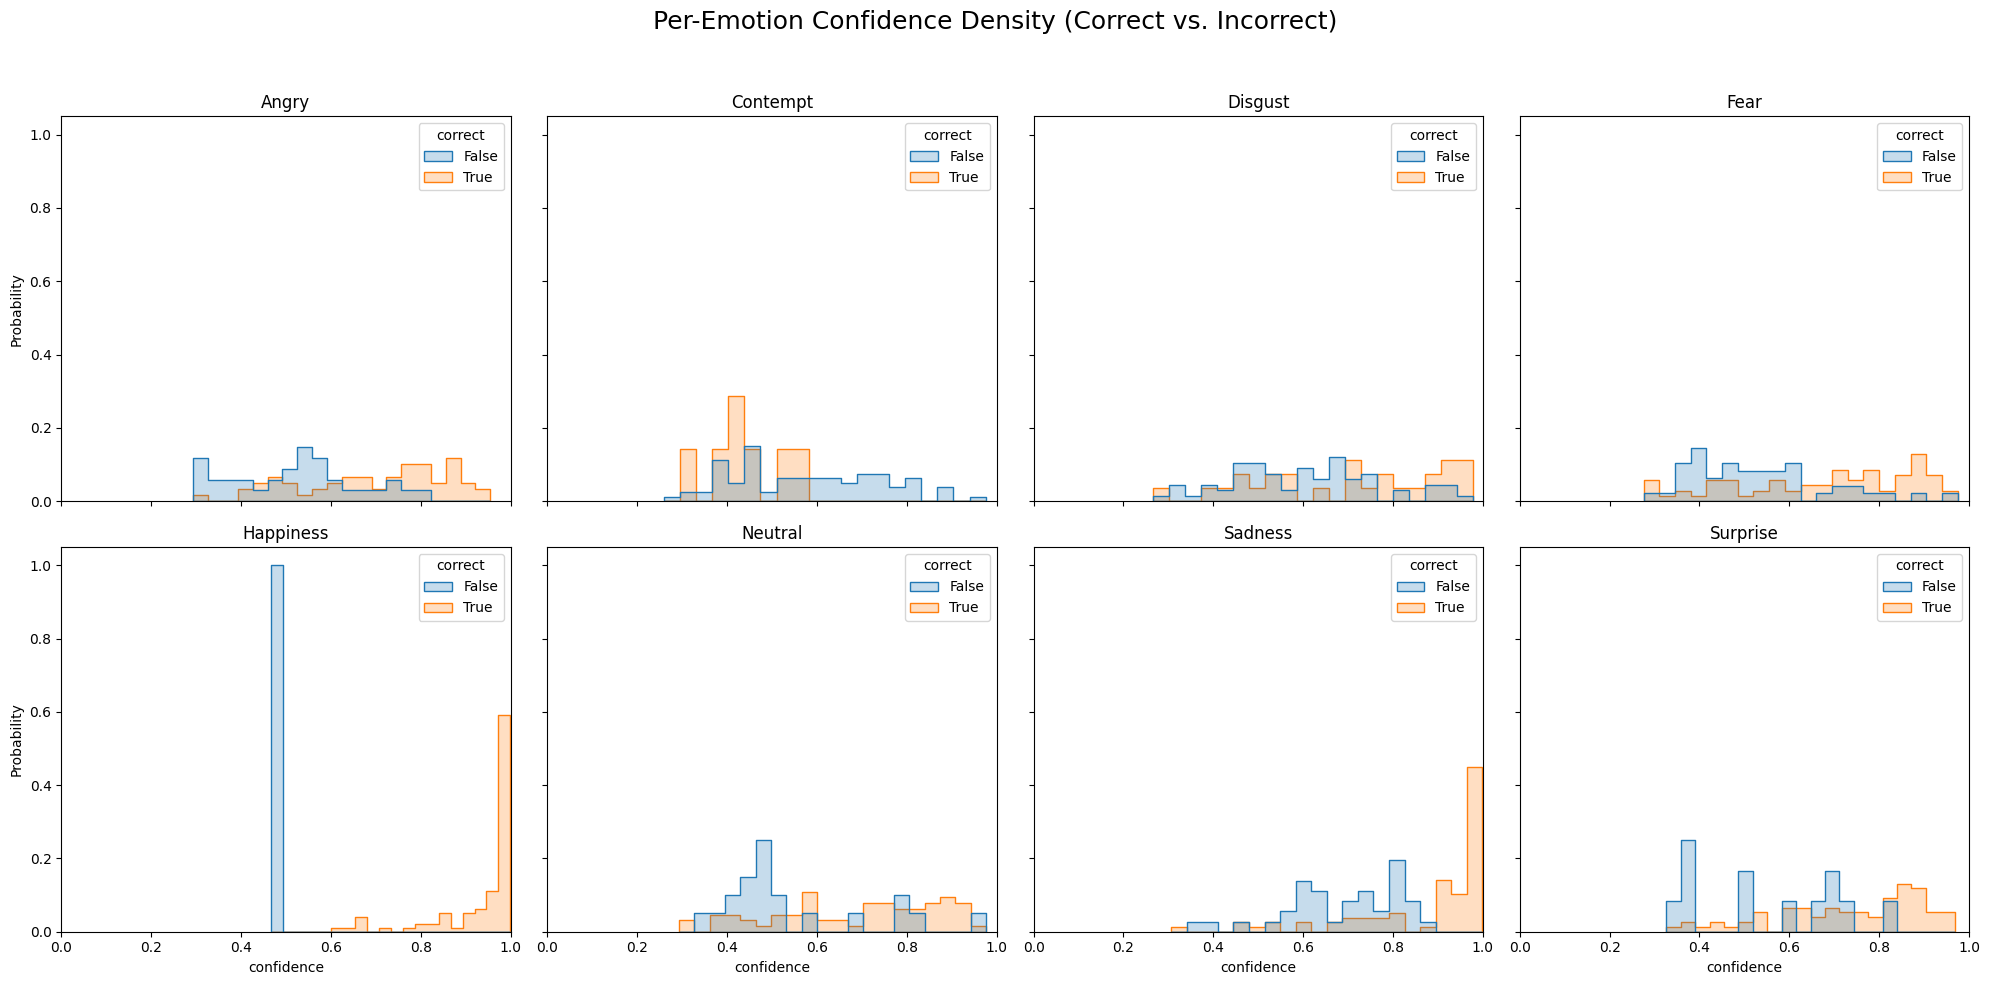 Per-Emotion Confidence Density (Correct vs. Incorrect)
Angry
Contempt
Disgust
Fear
correct
False
True
correct
False
True
correct
False
True
correct
False
True
1.0
0.8
0.6
0.4
0.2
0.0
Probability
Happiness
Neutral
Sadness
Surprise
correct
False
True
correct
False
True
correct
False
True
correct
False
True
1.0
0.8
0.6
0.4
0.2
0.0
Probability
0.0 0.2 0.4 0.6 0.8 1.0
0.0 0.2 0.4 0.6 0.8 1.0
0.0 0.2 0.4 0.6 0.8 1.0
0.0 0.2 0.4 0.6 0.8 1.0
confidence
confidence
confidence
confidence